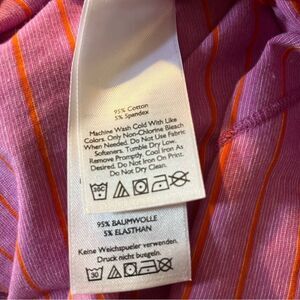 95% Cotton
5% Spandex
Machine Wash Cold With Like
Colors. Only Non-Chlorine Bleach
When Needed. Do Not Use Fabric
Softeners. Tumble Dry Low.
Remove Promptly. Cool Iron As
Desired. Do Not Iron On Print.
Do Not Dry Clean.
95% BAUMWOLLE
5% ELASTHAN
Keine Weichspueler verwenden.
Druck nicht busgeln.
30